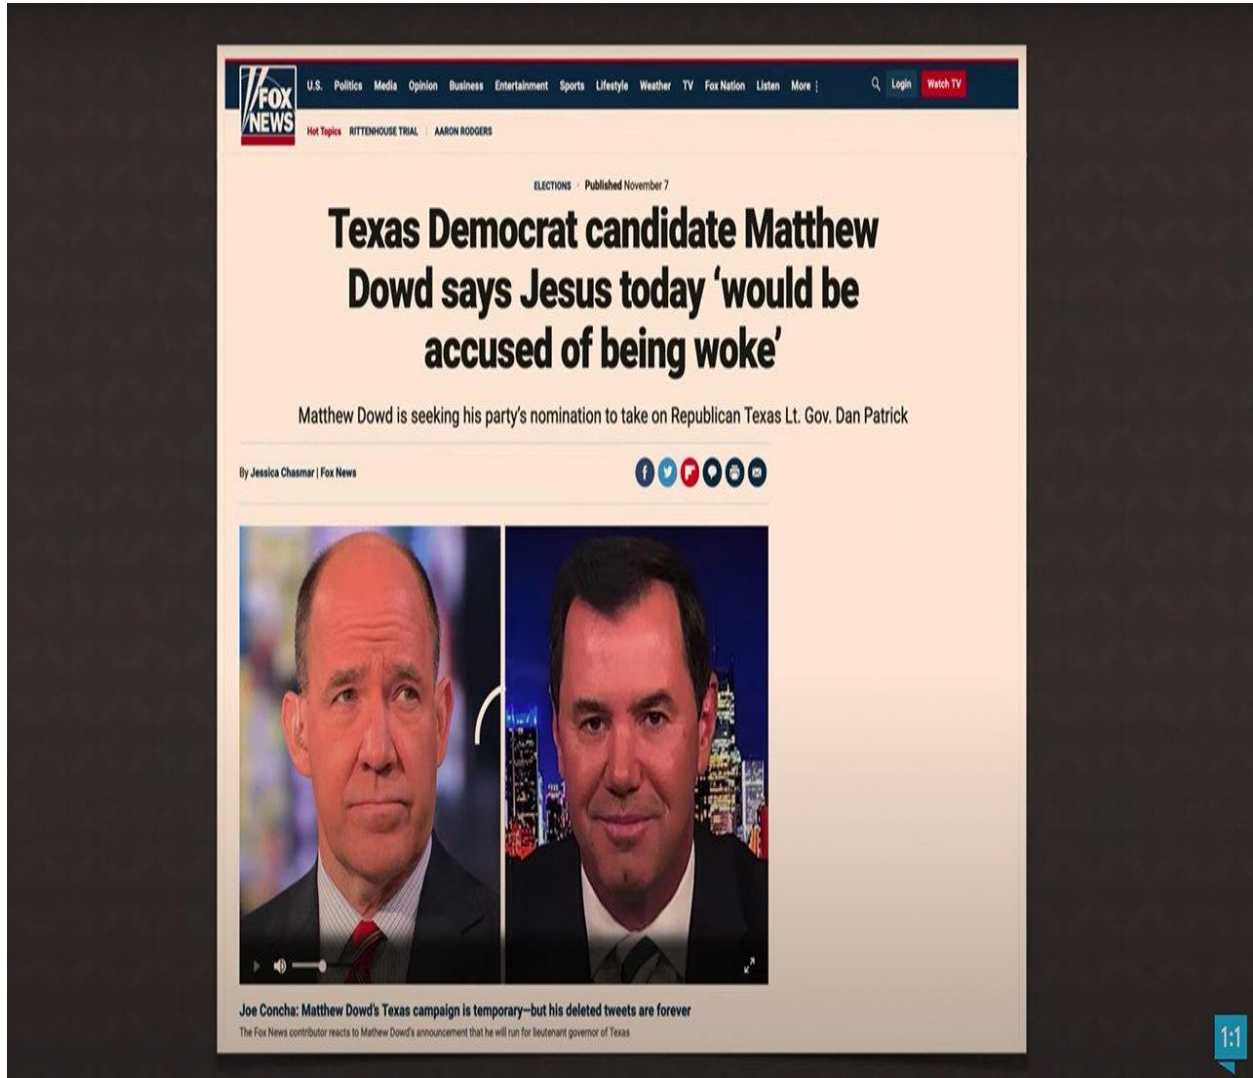 FOX
NEWS
U.S. Politics Media Opinion Business Entertainment Sports Lifestyle Weather TV Fox Nation Listen More Login Watch TV
Hot Topics RITTENHOUSE TRIAL AARON RODGERS
ELECTIONS · Published November 7
Texas Democrat candidate Matthew
Dowd says Jesus today ‘would be
accused of being woke’
Matthew Dowd is seeking his party's nomination to take on Republican Texas Lt. Gov. Dan Patrick
By Jessica Chasmar | Fox News
Joe Concha: Matthew Dowd's Texas campaign is temporary—but his deleted tweets are forever
The Fox News contributor reacts to Mathew Dowd's announcement that he will run for lieutenant governor of Texas
1:1